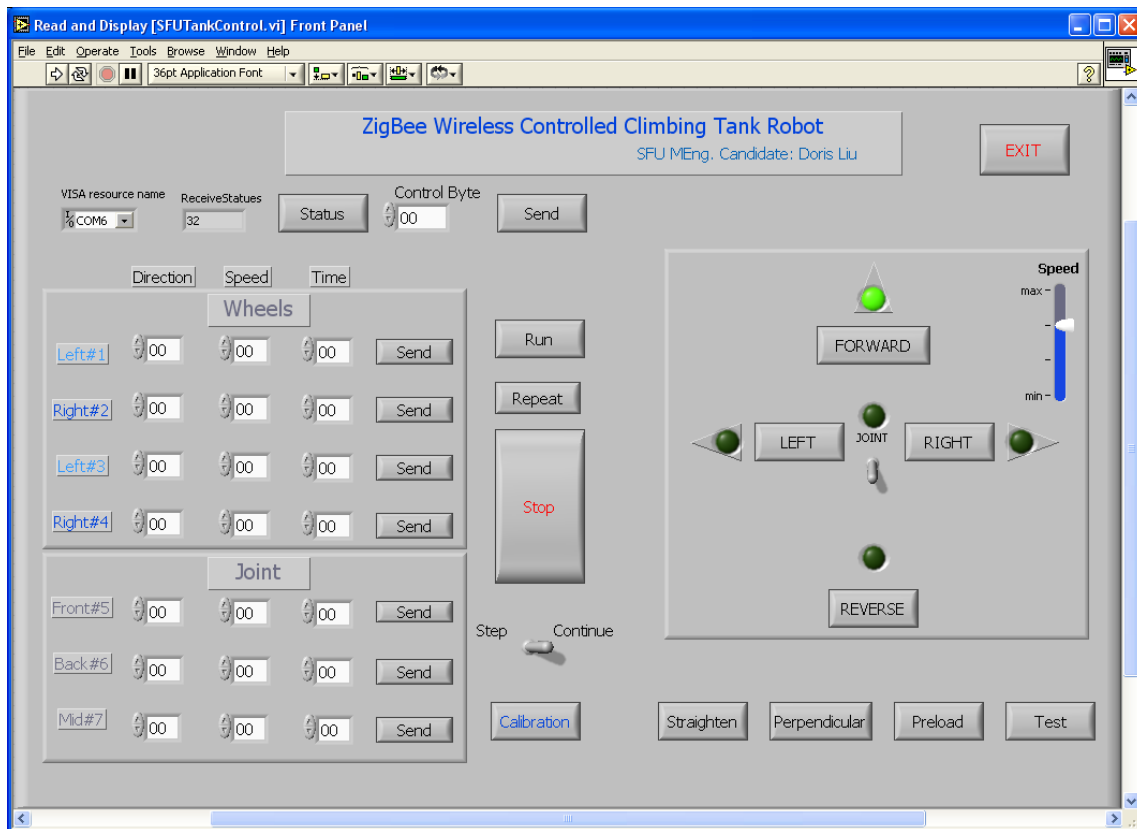 Read and Display [SFUTankControl.vi] Front Panel
File Edit Operate Tools Browse Window Help
36pt Application Font
?
ZigBee Wireless Controlled Climbing Tank Robot
SFU MEng. Candidate: Doris Liu
EXIT
VISA resource name
COM6
ReceiveStatues
32
Status
Control Byte
00
Send
Direction Speed Time
Wheels
Left#1 00 00 00 Send
Right#2 00 00 00 Send
Left#3 00 00 00 Send
Right#4 00 00 00 Send
Joint
Front#5 00 00 00 Send
Back#6 00 00 00 Send
Mid#7 00 00 00 Send
Run
Repeat
Stop
Step Continue
Calibration
Speed
max
min
FORWARD
LEFT
JOINT
RIGHT
REVERSE
Straighten Perpendicular Preload Test